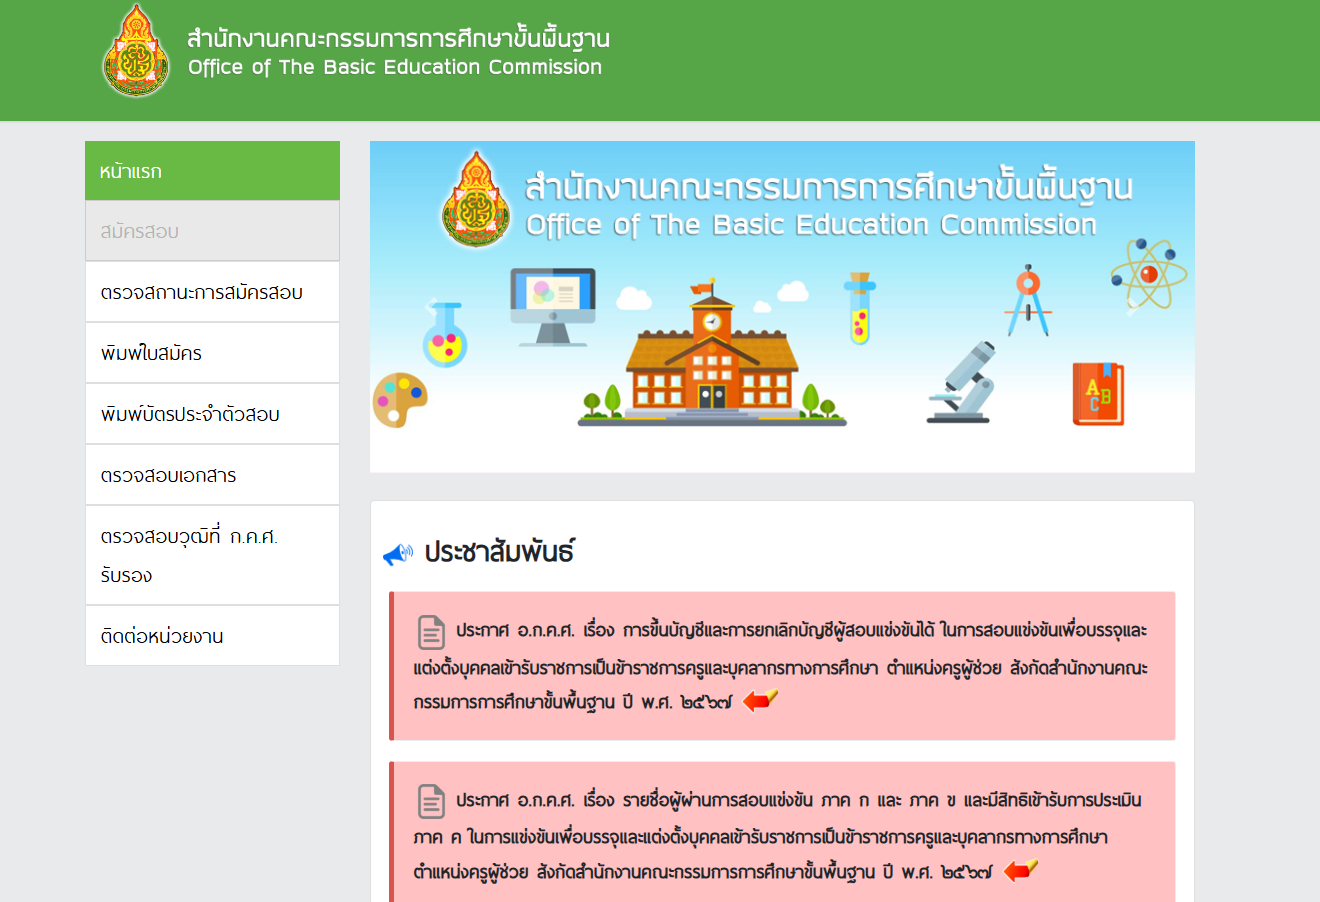 สำนักงานคณะกรรมการการศึกษาขั้นพื้นฐาน
Office of The Basic Education Commission
หน้าแรก
สมัครสอบ
ตรวจสถานะการสมัครสอบ
พิมพ์ใบสมัคร
พิมพ์บัตรประจำตัวสอบ
ตรวจสอบเอกสาร
ตรวจสอบวุฒิที่ ก.ค.ศ.
รับรอง
ติดต่อหน่วยงาน
สำนักงานคณะกรรมการการศึกษาขั้นพื้นฐาน
Office of The Basic Education Commission
A B C
ประชาสัมพันธ์
ประกาศ อ.ก.ค.ศ. เรื่อง การขึ้นบัญชีและการยกเลิกบัญชีผู้สอบแข่งขันได้ ในการสอบแข่งขันเพื่อบรรจุและ
แต่งตั้งบุคคลเข้ารับราชการเป็นข้าราชการครูและบุคลากรทางการศึกษา ตำแหน่งครูผู้ช่วย สังกัดสำนักงานคณะ
กรรมการการศึกษาขั้นพื้นฐาน ปี พ.ศ. ๒๕๖๗
ประกาศ อ.ก.ค.ศ. เรื่อง รายชื่อผู้ผ่านการสอบแข่งขัน ภาค ก และ ภาค ข และมีสิทธิเข้ารับการประเมิน
ภาค ค ในการแข่งขันเพื่อบรรจุและแต่งตั้งบุคคลเข้ารับราชการเป็นข้าราชการครูและบุคลากรทางการศึกษา
ตำแหน่งครูผู้ช่วย สังกัดสำนักงานคณะกรรมการการศึกษาขั้นพื้นฐาน ปี พ.ศ. ๒๕๖๗